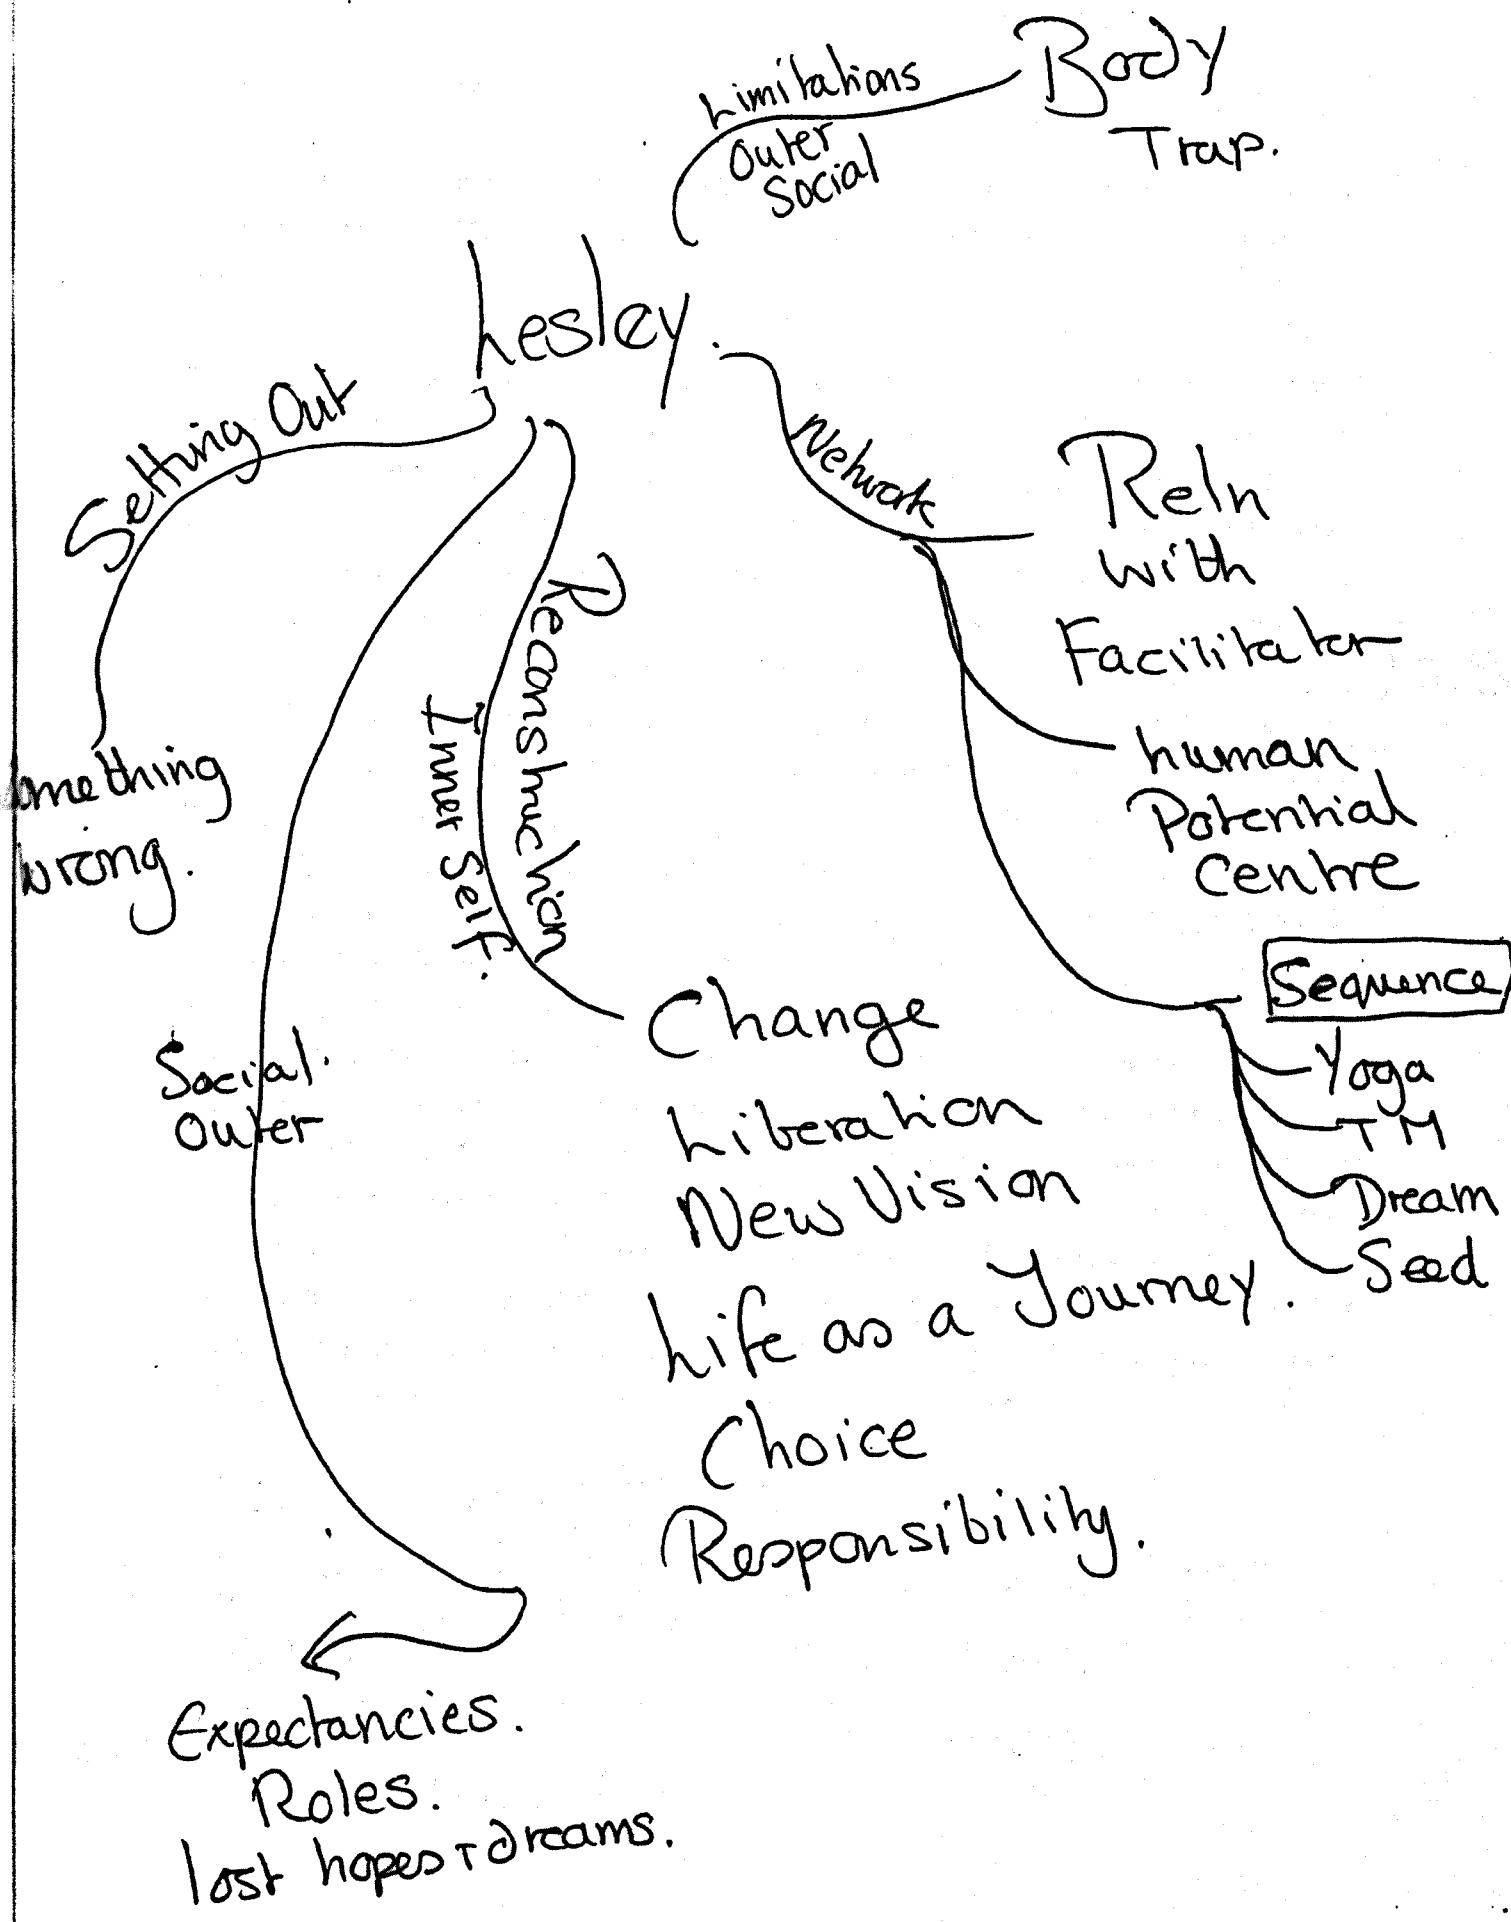 Limitations
Outer
Social
Body
Trap.
Lesley.
Setting Out
omething
wrong.
Network
Reln
with
Facilitator
Human
Potential
Centre
Sequence
Yoga
TM
Dream
Seed
Reconstruction
Inner Self.
Change
Liberation
New Vision
Life as a Journey.
Choice
Responsibility.
Social.
Outer
Expectancies.
Roles.
lost hopes + dreams.